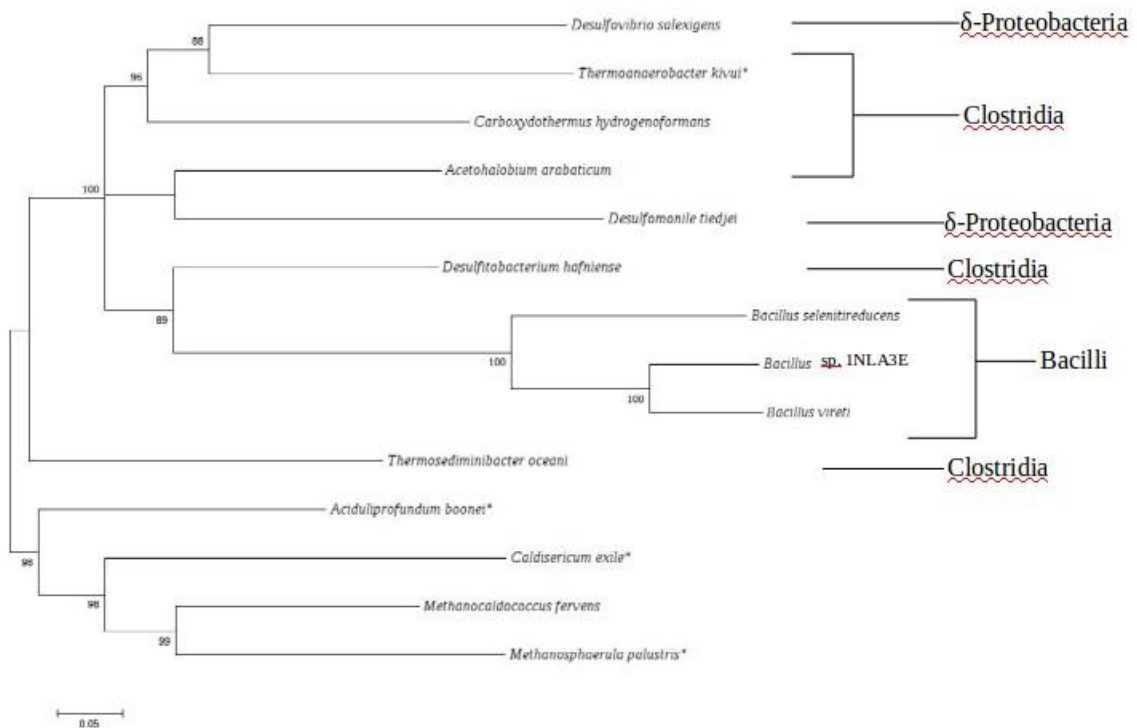 Desulfovibrio salexigens δ-Proteobacteria
88
Thermoanaerobacter kivui*
96
Clostridia
Carboxydothermus hydrogenoformans
Acetohalobium arabaticum
100
Desulfomonile tiedjei δ-Proteobacteria
Desulfitobacterium hafniense Clostridia
89
Bacillus selenitireducens
100
Bacillus sp. 1NLA3E Bacilli
100
Bacillus vireti
Thermosediminibacter oceani Clostridia
Aciduliprofundum boonei*
98
Caldisericum exile*
98
Methanocaldococcus fervens
99
Methanosphaerula palustris*
0.05